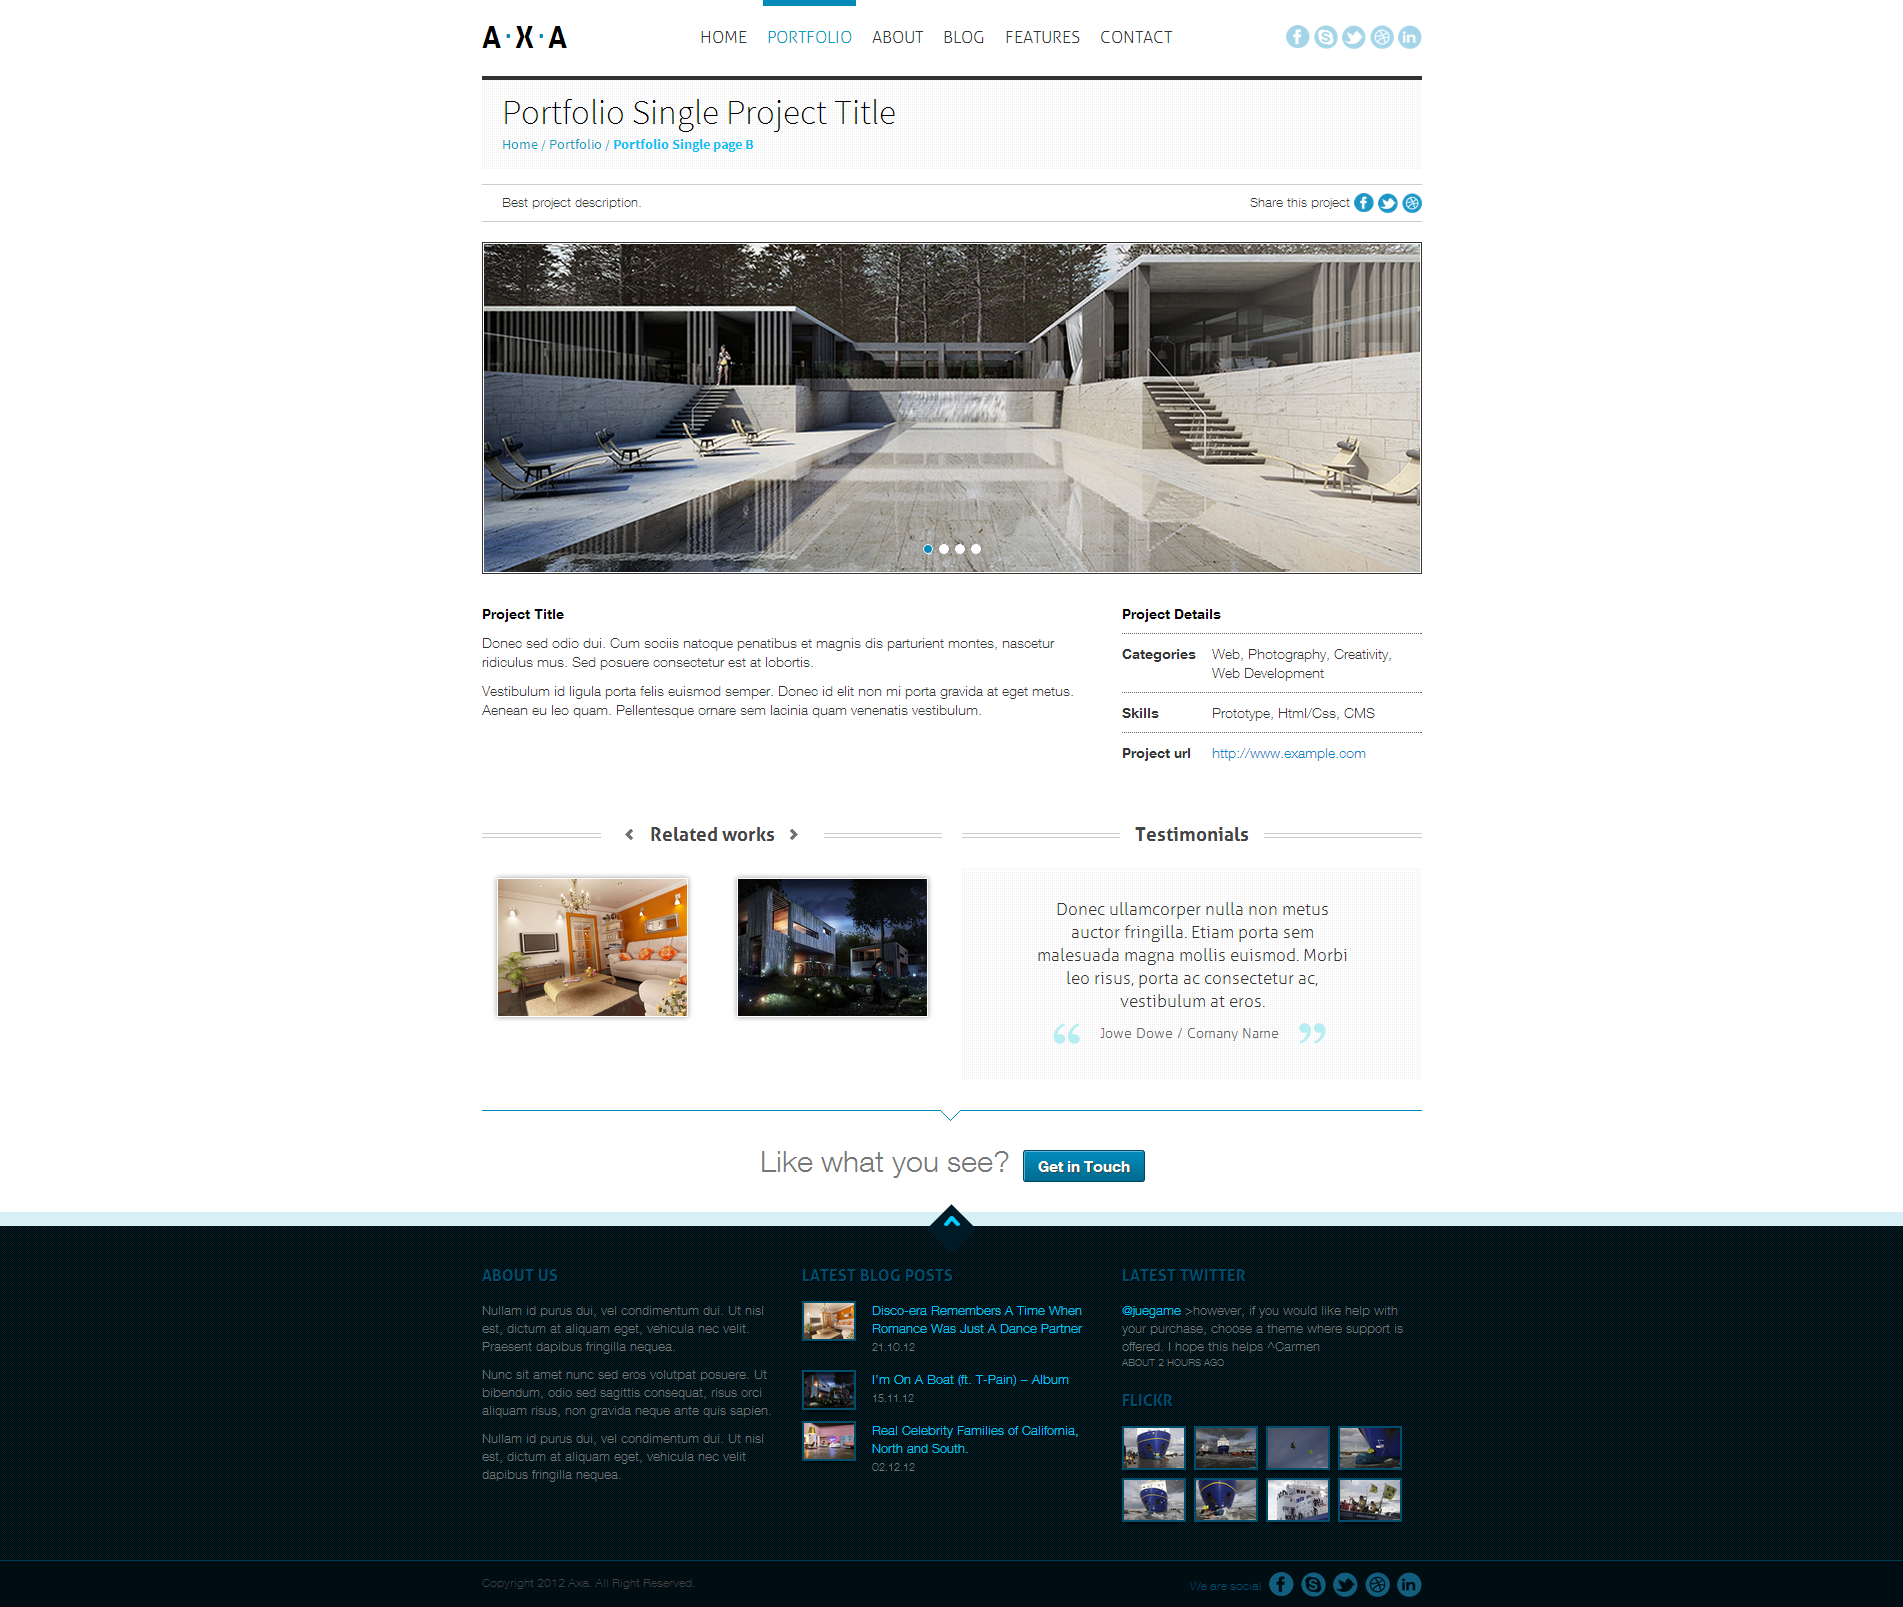 A·X·A
HOME PORTFOLIO ABOUT BLOG FEATURES CONTACT
Portfolio Single Project Title
Home / Portfolio / Portfolio Single page B
Best project description.
Share this project
Project Title
Donec sed odio dui. Cum sociis natoque penatibus et magnis dis parturient montes, nascetur
ridiculus mus. Sed posuere consectetur est at lobortis.
Vestibulum id ligula porta felis euismod semper. Donec id elit non mi porta gravida at eget metus.
Aenean eu leo quam. Pellentesque ornare sem lacinia quam venenatis vestibulum.
Project Details
Categories Web, Photography, Creativity,
Web Development
Skills Prototype, Html/Css, CMS
Project url http://www.example.com
Related works
Testimonials
Donec ullamcorper nulla non metus
auctor fringilla. Etiam porta sem
malesuada magna mollis euismod. Morbi
leo risus, porta ac consectetur ac,
vestibulum at eros.
“ Jowe Dowe / Comany Name ”
Like what you see? Get in Touch
ABOUT US
Nullam id purus dui, vel condimentum dui. Ut nisl
est, dictum at aliquam eget, vehicula nec velit.
Praesent dapibus fringilla nequea.
Nunc sit amet nunc sed eros volutpat posuere. Ut
bibendum, odio sed sagittis consequat, risus orci
aliquam risus, non gravida neque ante quis sapien.
Nullam id purus dui, vel condimentum dui. Ut nisl
est, dictum at aliquam eget, vehicula nec velit
dapibus fringilla nequea.
LATEST BLOG POSTS
Disco-era Remembers A Time When
Romance Was Just A Dance Partner
21.10.12
I'm On A Boat (ft. T-Pain) – Album
15.11.12
Real Celebrity Families of California,
North and South.
02.12.12
LATEST TWITTER
@juegame >however, if you would like help with
your purchase, choose a theme where support is
offered. I hope this helps ^Carmen
ABOUT 2 HOURS AGO
FLICKR
Copyright 2012 Axa. All Right Reserved.
We are social